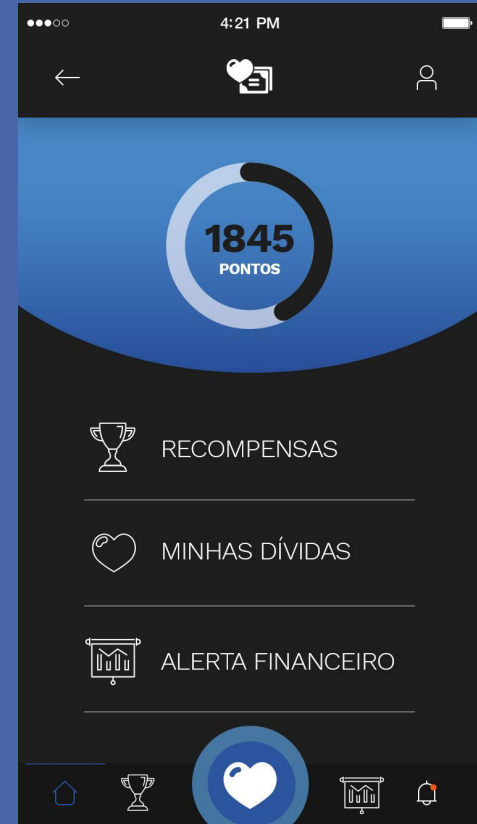 4:21 PM
1845
PONTOS
RECOMPENSAS
MINHAS DÍVIDAS
ALERTA FINANCEIRO